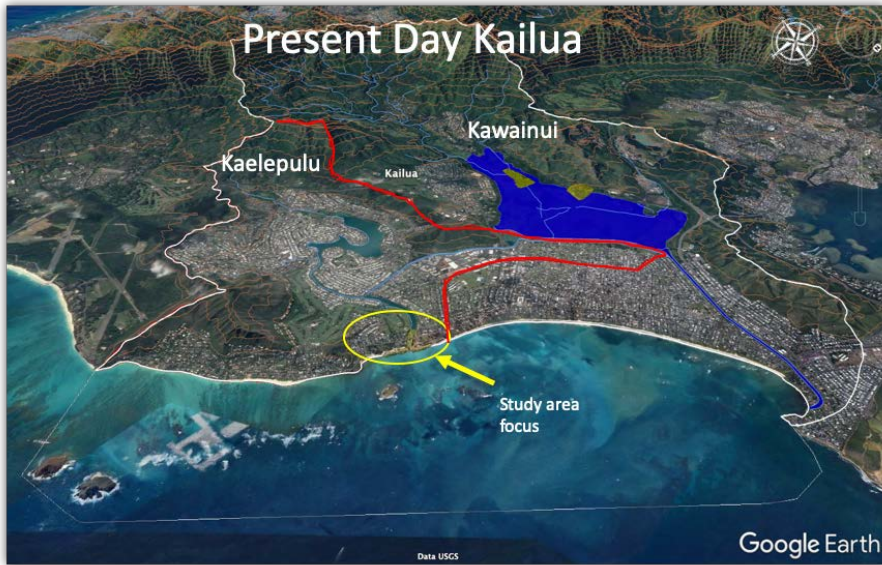 Present Day Kailua
Kawainui
Kaelepulu
Kailua
Study area
focus
Data USGS
Google Earth